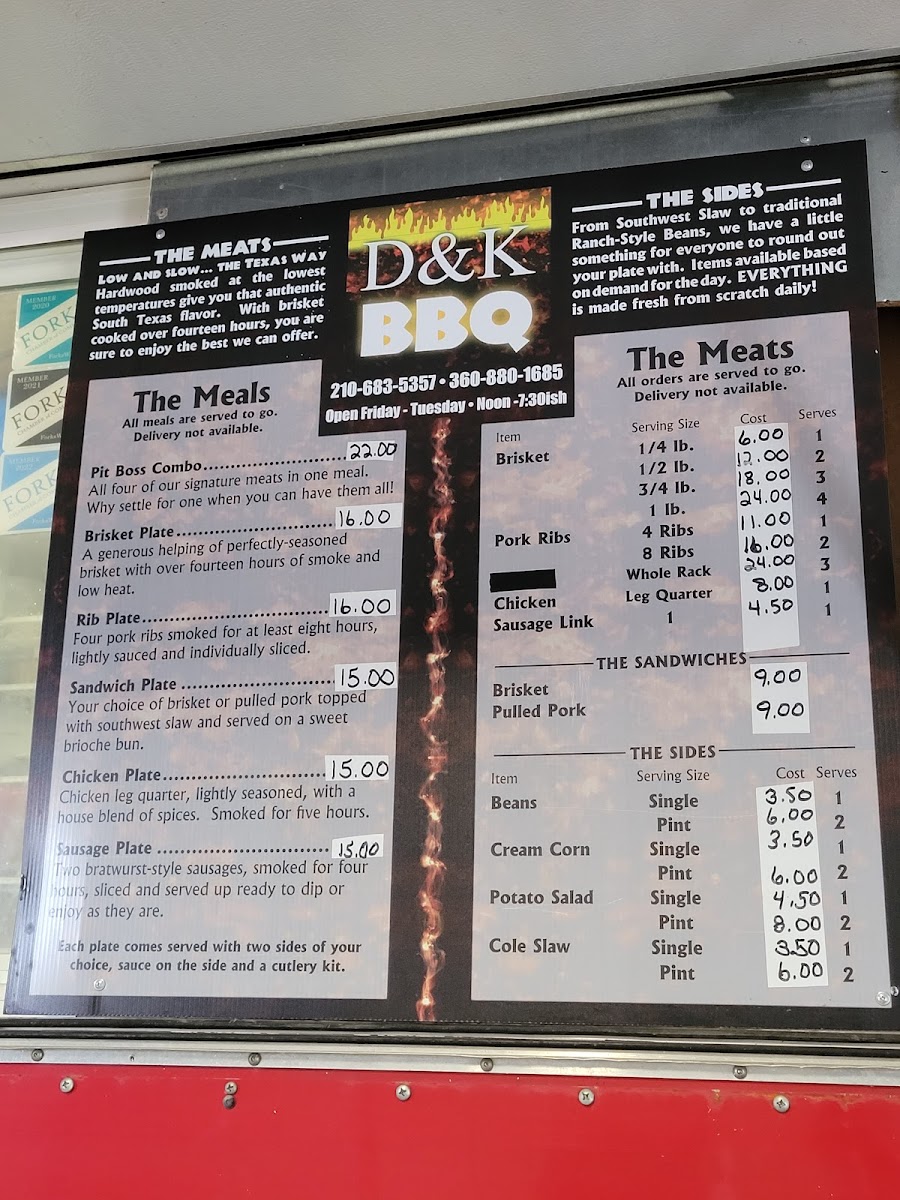 THE MEATS
LOW AND SLOW... THE TEXAS WAY
Hardwood smoked at the lowest
temperatures give you that authentic
South Texas flavor. With brisket
cooked over fourteen hours, you are
sure to enjoy the best we can offer.
D&K
BBQ
210-683-5357 • 360-880-1685
Open Friday - Tuesday • Noon -7:30ish
THE SIDES
From Southwest Slaw to traditional
Ranch-Style Beans, we have a little
something for everyone to round out
your plate with. Items available based
on demand for the day. EVERYTHING
is made fresh from scratch daily!
MEMBER
2020
FORK
MEMBER
2021
FORK
MEMBER
FORK
The Meals
All meals are served to go.
Delivery not available.
Pit Boss Combo........................22.00
All four of our signature meats in one meal.
Why settle for one when you can have them all!
Brisket Plate............................16.00
A generous helping of perfectly-seasoned
brisket with over fourteen hours of smoke and
low heat.
Rib Plate.................................16.00
Four pork ribs smoked for at least eight hours,
lightly sauced and individually sliced.
Sandwich Plate ........................15.00
Your choice of brisket or pulled pork topped
with southwest slaw and served on a sweet
brioche bun.
Chicken Plate...........................15.00
Chicken leg quarter, lightly seasoned, with a
house blend of spices. Smoked for five hours.
Sausage Plate ...........................15.00
Two bratwurst-style sausages, smoked for four
hours, sliced and served up ready to dip or
enjoy as they are.
Each plate comes served with two sides of your
choice, sauce on the side and a cutlery kit.
The Meats
All orders are served to go.
Delivery not available.
Item Serving Size Cost Serves
Brisket 1/4 lb. 6.00 1
1/2 lb. 12.00 2
3/4 lb. 18.00 3
1 lb. 24.00 4
Pork Ribs 4 Ribs 11.00 1
8 Ribs 16.00 2
Whole Rack 24.00 3
Chicken Leg Quarter 8.00 1
Sausage Link 1 4.50 1
THE SANDWICHES
Brisket 9.00
Pulled Pork 9.00
THE SIDES
Item Serving Size Cost Serves
Beans Single 3.50 1
Pint 6.00 2
Cream Corn Single 3.50 1
Pint 6.00 2
Potato Salad Single 4.50 1
Pint 8.00 2
Cole Slaw Single 3.50 1
Pint 6.00 2